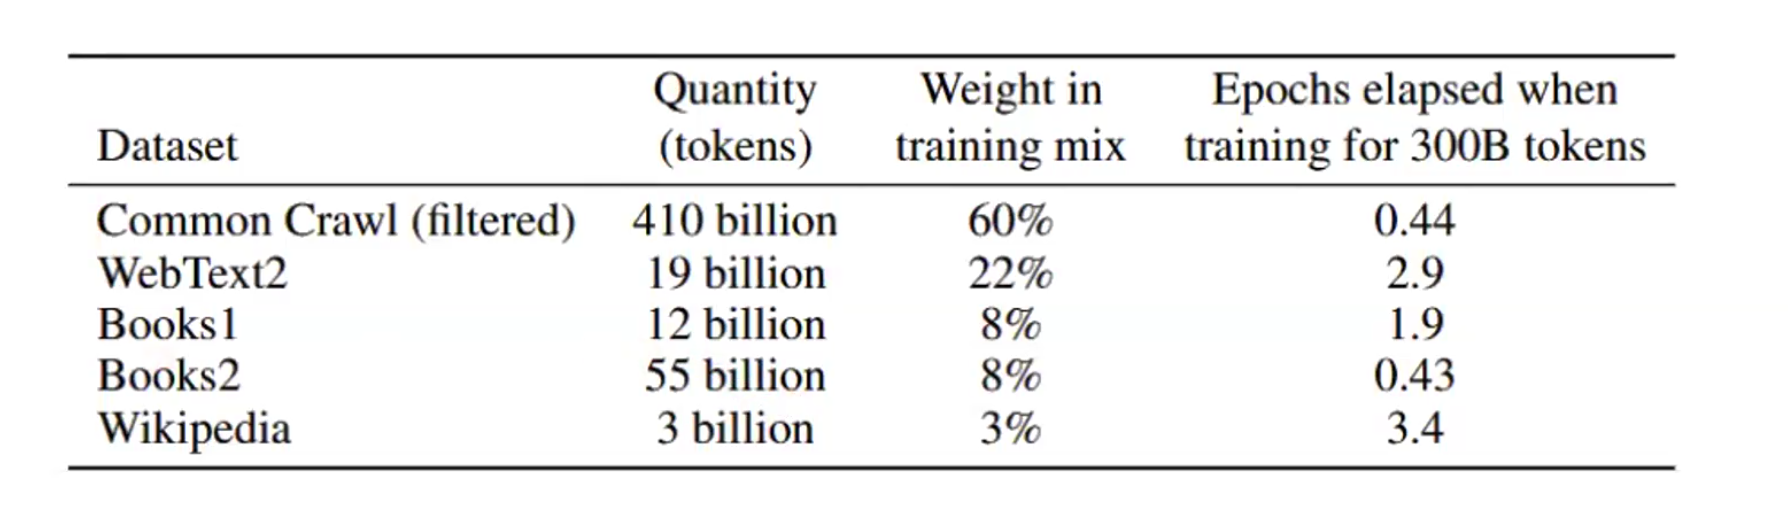 Dataset Quantity (tokens) Weight in training mix Epochs elapsed when training for 300B tokens
Common Crawl (filtered) 410 billion 60% 0.44
WebText2 19 billion 22% 2.9
Books1 12 billion 8% 1.9
Books2 55 billion 8% 0.43
Wikipedia 3 billion 3% 3.4